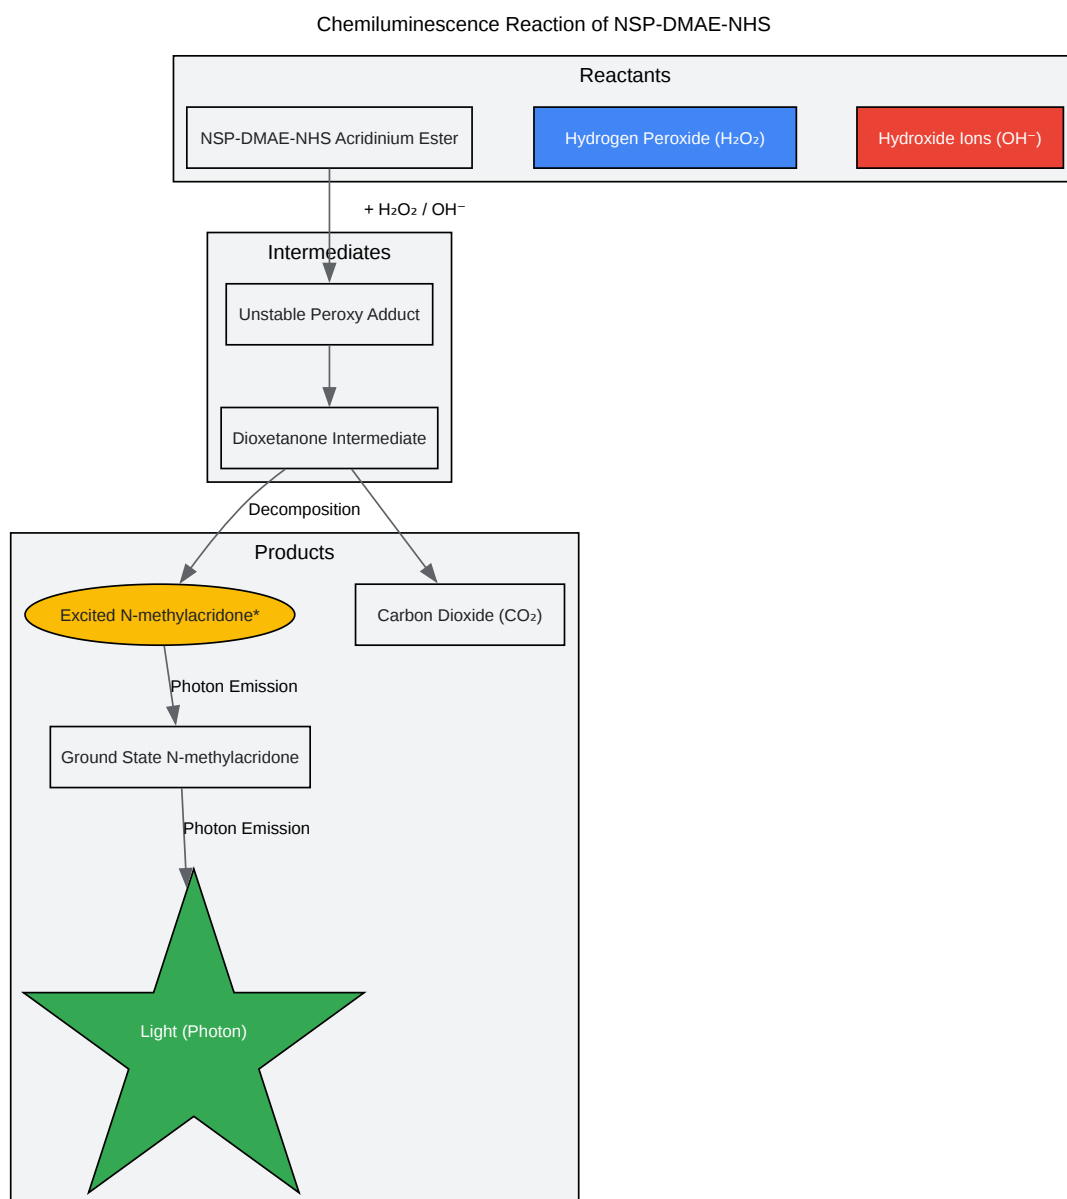 Chemiluminescence Reaction of NSP-DMAE-NHS
Reactants
NSP-DMAE-NHS Acridinium Ester
Hydrogen Peroxide (H₂O₂)
Hydroxide Ions (OH⁻)
+ H₂O₂ / OH⁻
Intermediates
Unstable Peroxy Adduct
Dioxetanone Intermediate
Decomposition
Products
Excited N-methylacridone*
Carbon Dioxide (CO₂)
Photon Emission
Ground State N-methylacridone
Photon Emission
Light (Photon)